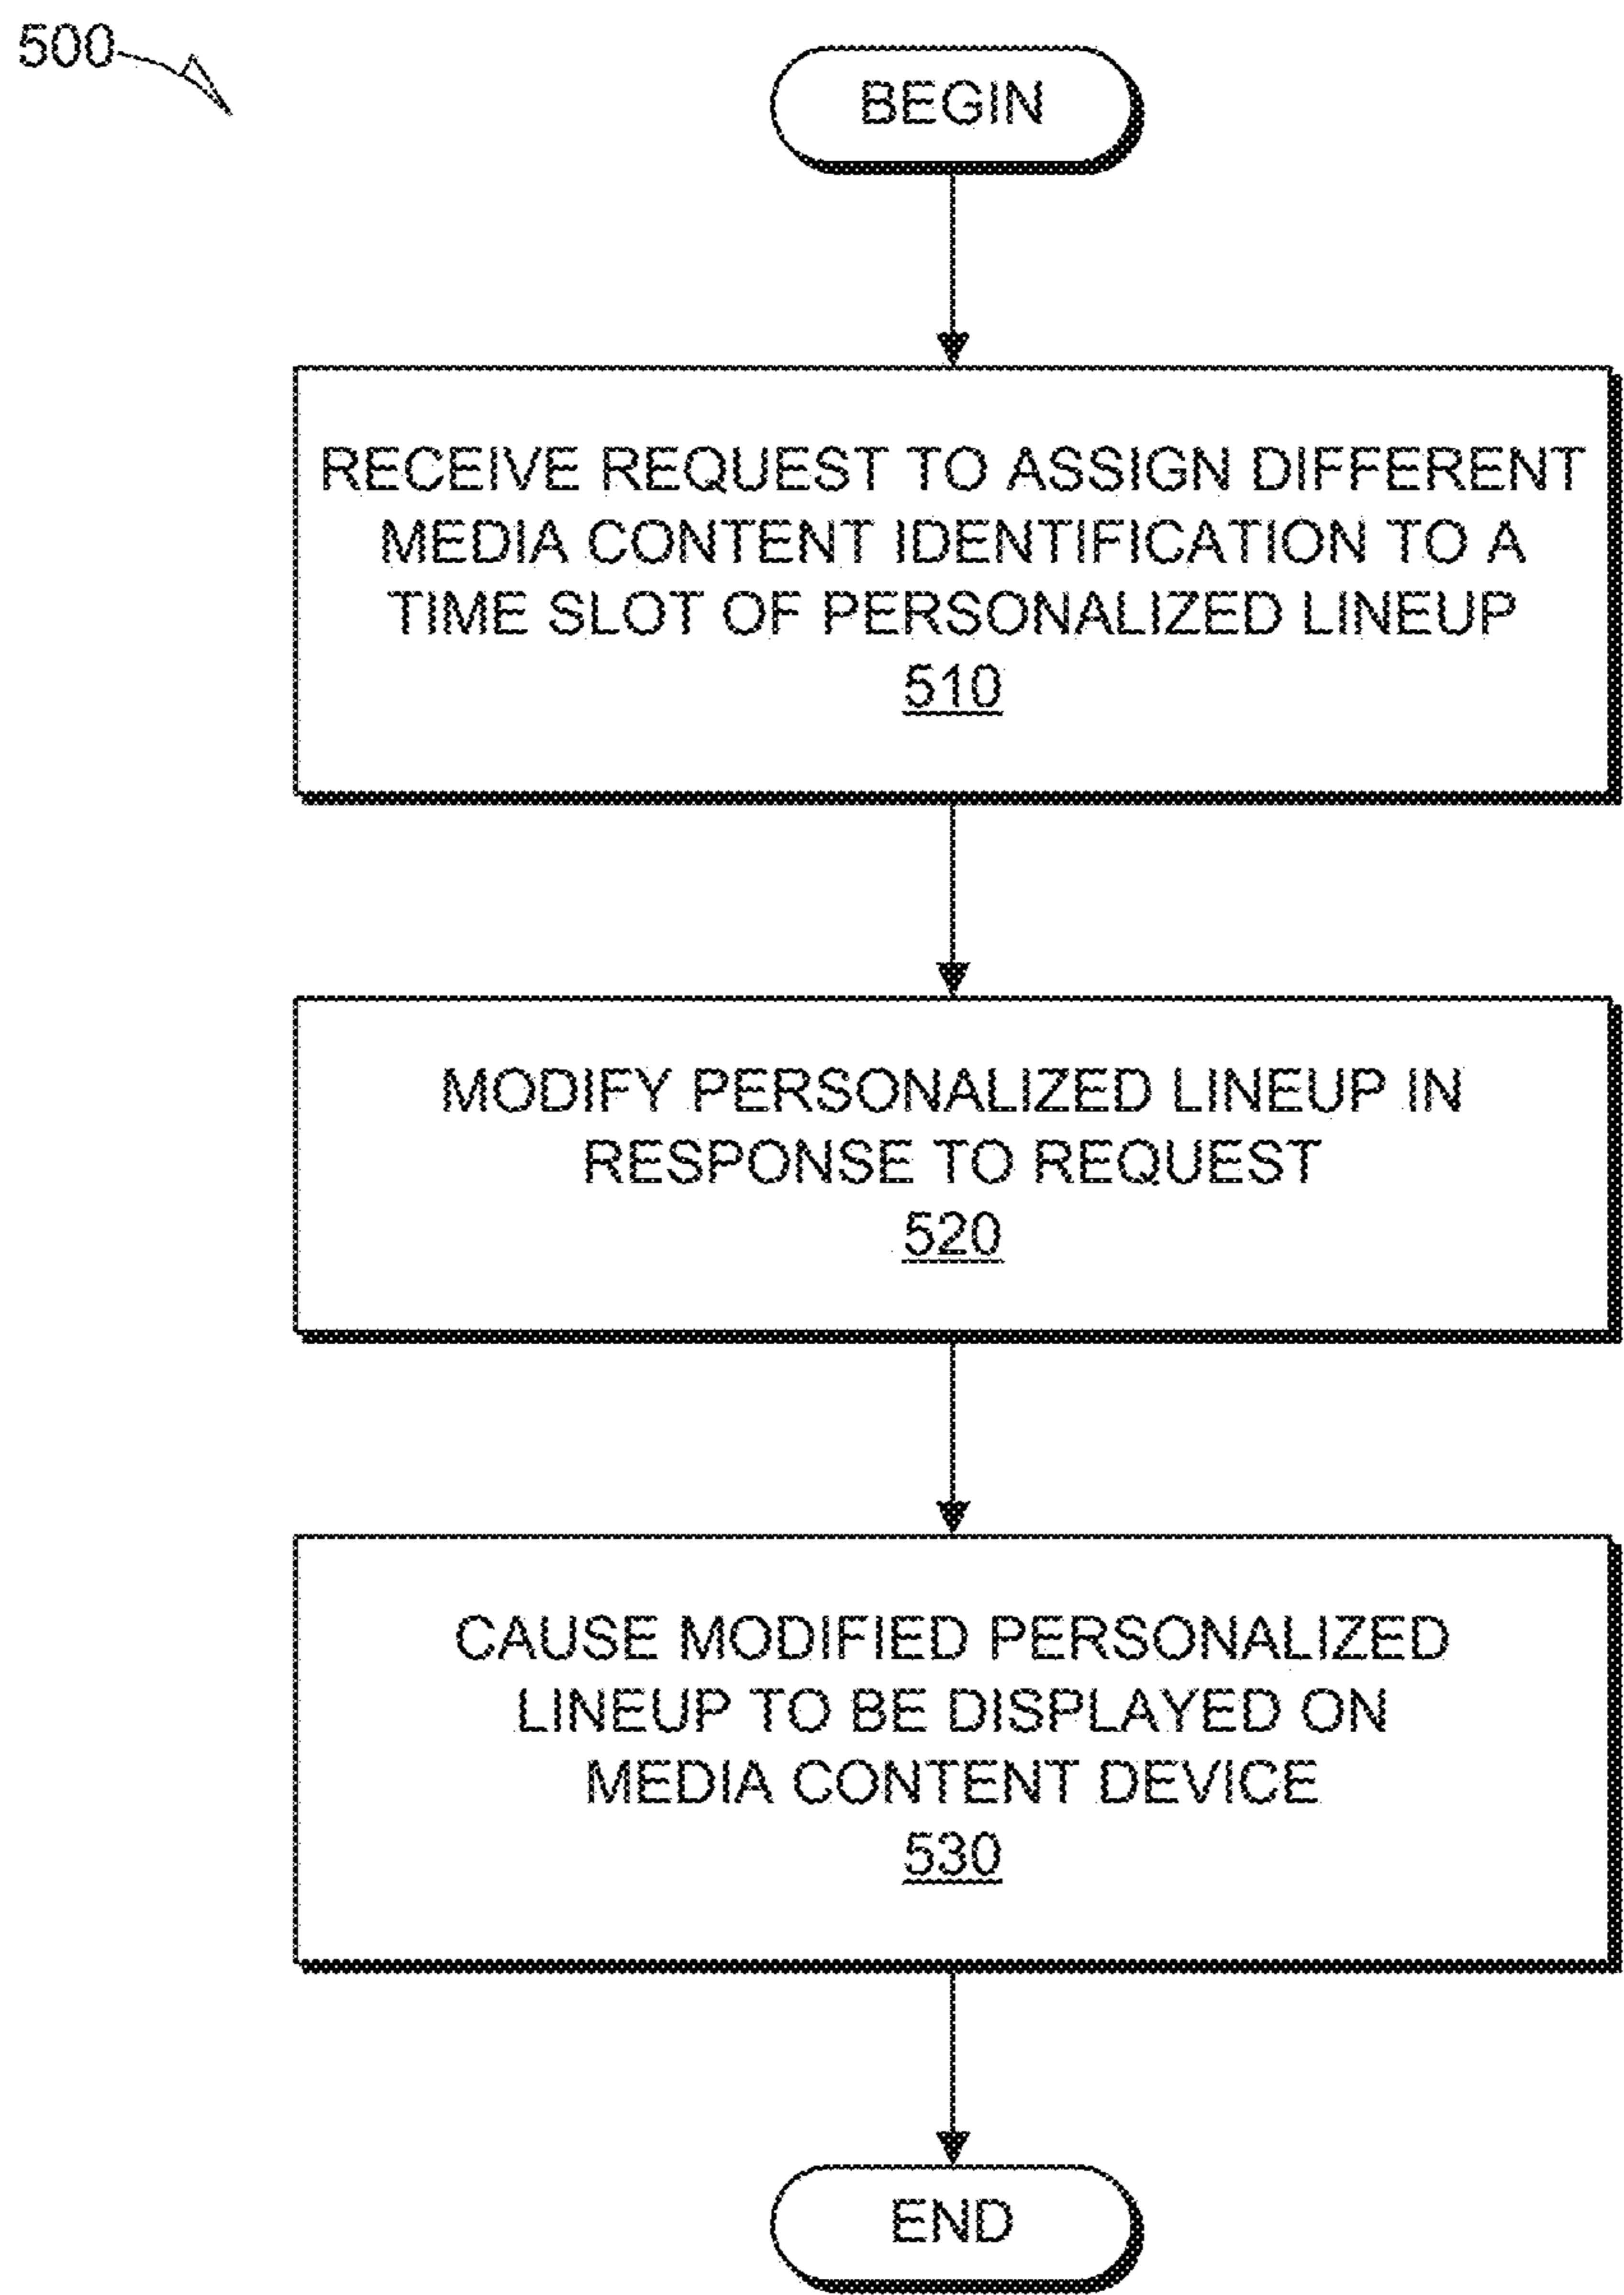 500
BEGIN
RECEIVE REQUEST TO ASSIGN DIFFERENT
MEDIA CONTENT IDENTIFICATION TO A
TIME SLOT OF PERSONALIZED LINEUP
510
MODIFY PERSONALIZED LINEUP IN
RESPONSE TO REQUEST
520
CAUSE MODIFIED PERSONALIZED
LINEUP TO BE DISPLAYED ON
MEDIA CONTENT DEVICE
530
END